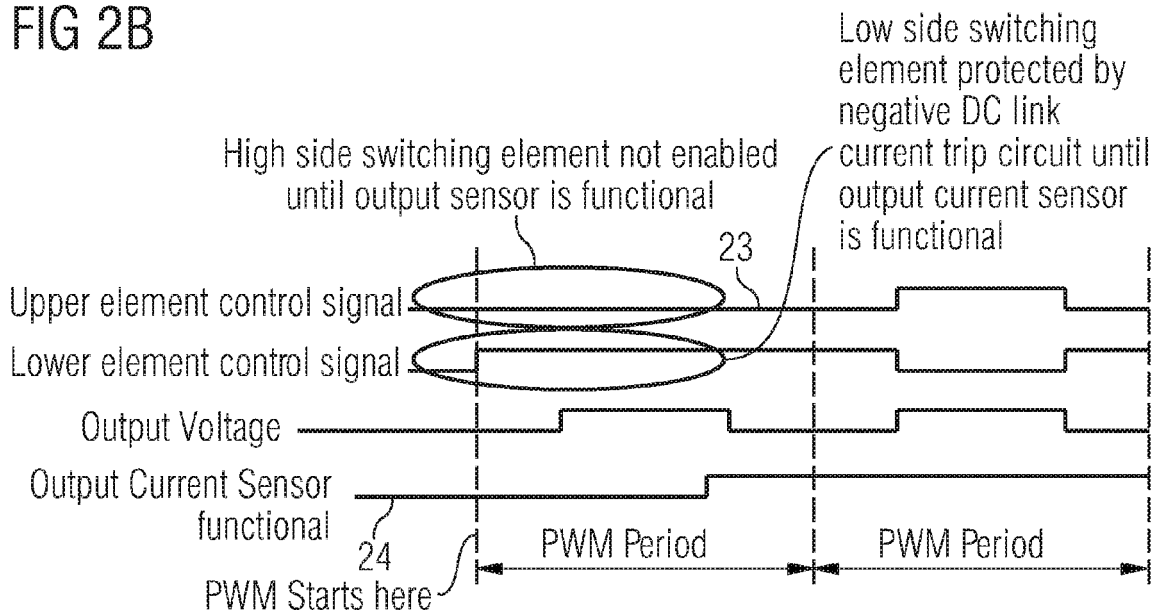 FIG 2B
Low side switching
element protected by
negative DC link
current trip circuit until
output current sensor
is functional
High side switching element not enabled
until output sensor is functional
23
Upper element control signal
Lower element control signal
Output Voltage
Output Current Sensor
functional
24
PWM Period
PWM Period
PWM Starts here